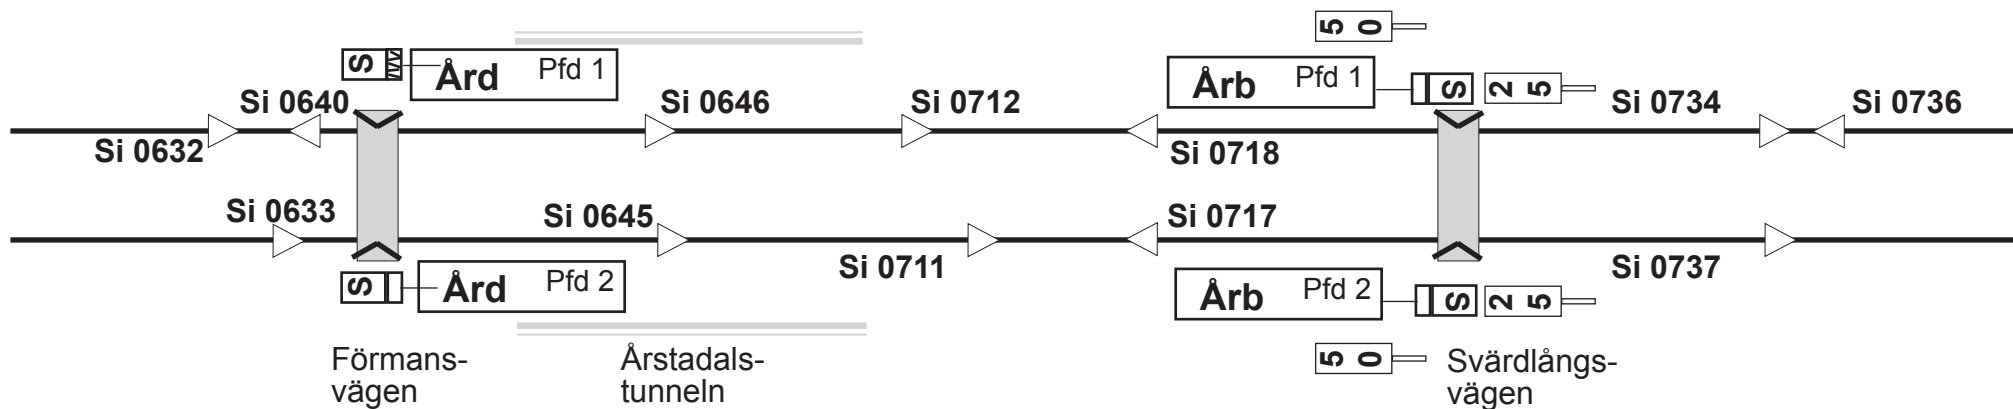 5 0
S
Ård Pfd 1
Årb Pfd 1
S
2 5
Si 0640
Si 0646
Si 0712
Si 0734
Si 0736
Si 0632
Si 0718
Si 0633
Si 0645
Si 0717
Si 0711
Si 0737
S
Ård Pfd 2
Årb Pfd 2
S
2 5
5 0
Förmans-
vägen
Årstadals-
tunneln
Svärdlångs-
vägen